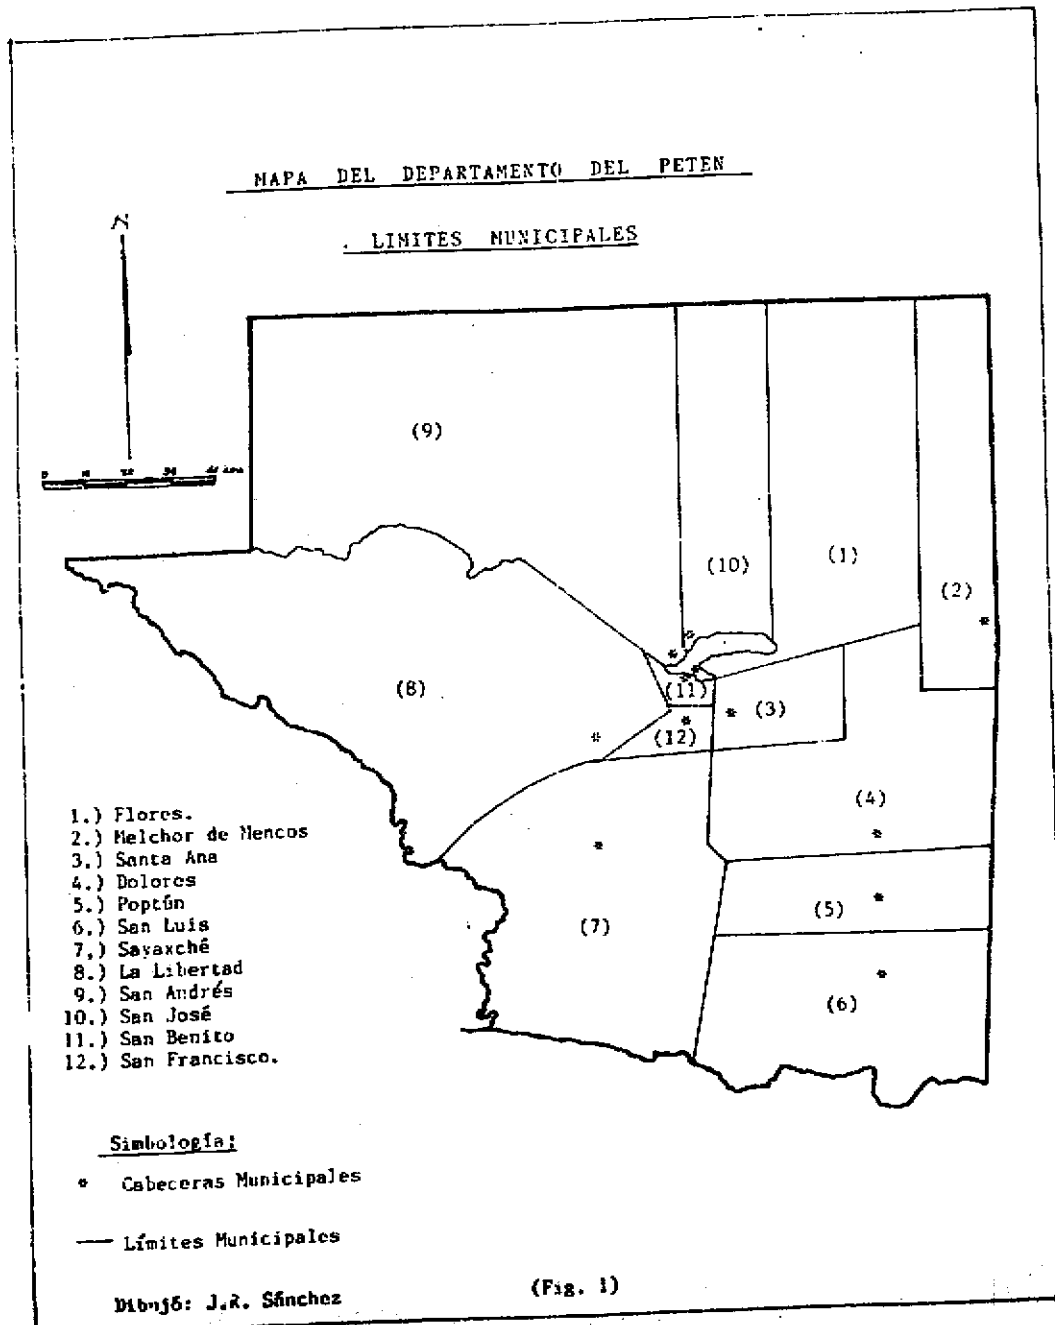 MAPA DEL DEPARTAMENTO DEL PETEN
LIMITES MUNICIPALES
N
(9)
(10)
(1)
(2)
(8)
(11)
(3)
(12)
(4)
(7)
(5)
(6)
1.) Flores.
2.) Melchor de Mencos
3.) Santa Ana
4.) Dolores
5.) Poptún
6.) San Luis
7,) Sayaxché
8.) La Libertad
9.) San Andrés
10.) San José
11.) San Benito
12.) San Francisco.
Simbología:
* Cabeceras Municipales
Límites Municipales
Dibujó: J.R. Sánchez
(Fig. 1)